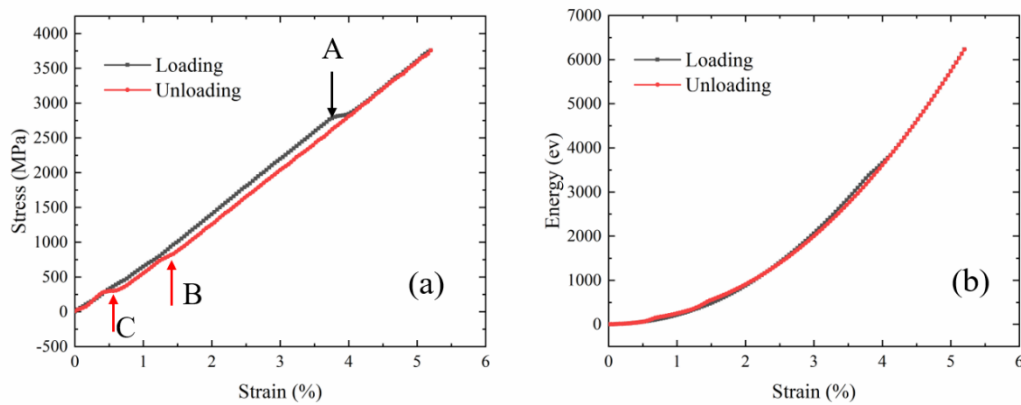 4000
3500
3000
2500
2000
1500
1000
500
0
-500
Stress (MPa)
0 1 2 3 4 5 6
Strain (%)
Loading
Unloading
A
B
C
(a)
7000
6000
5000
4000
3000
2000
1000
0
Energy (ev)
0 1 2 3 4 5 6
Strain (%)
Loading
Unloading
(b)